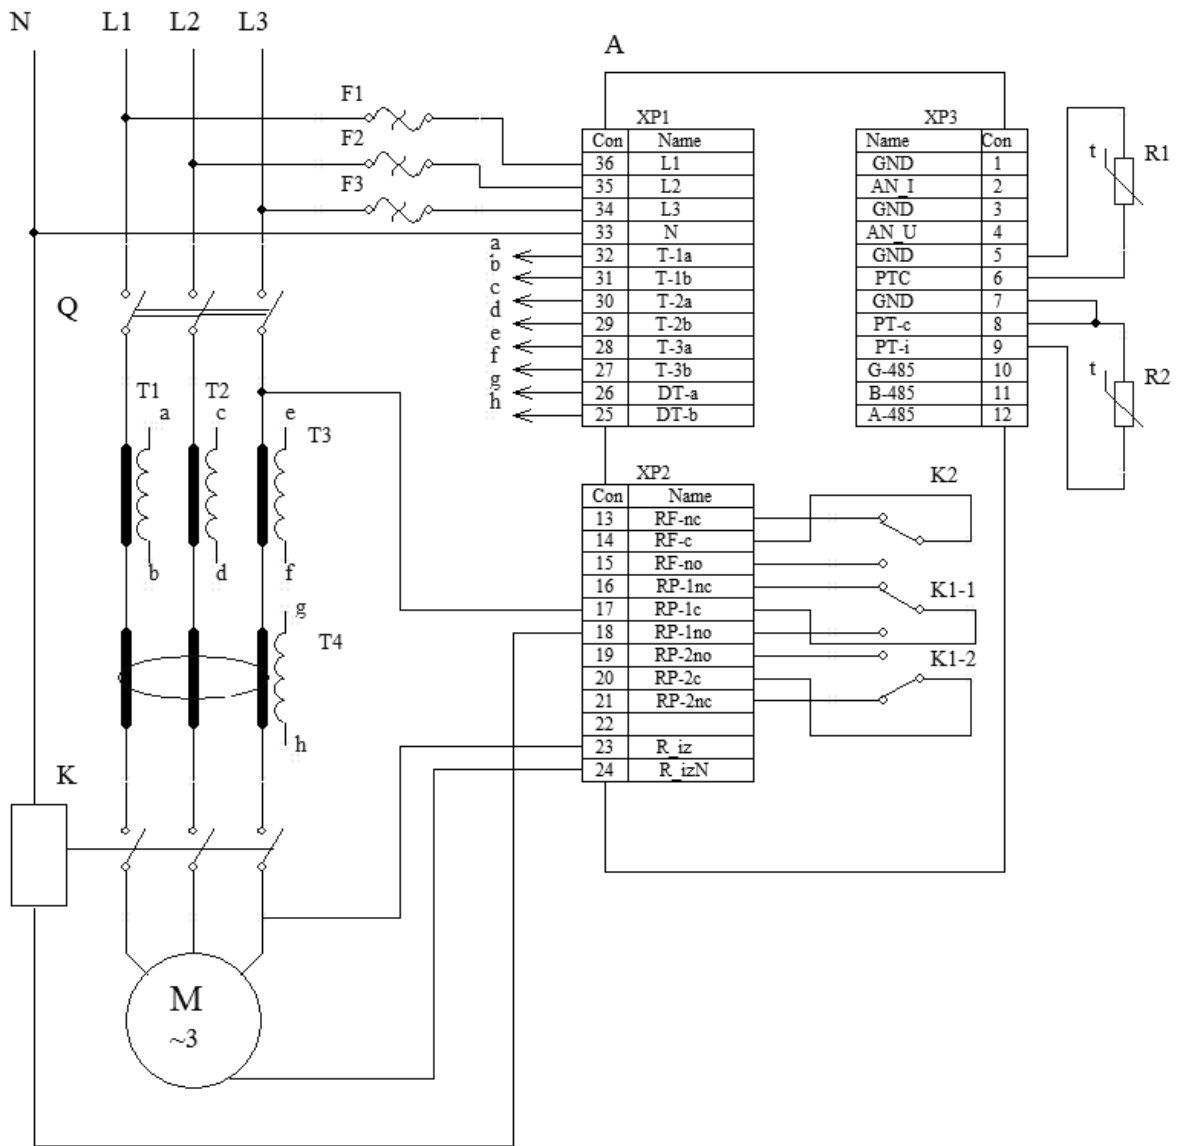 N L1 L2 L3
A
F1
F2
F3
XP1
Con Name
36 L1
35 L2
34 L3
33 N
32 T-1a
31 T-1b
30 T-2a
29 T-2b
28 T-3a
27 T-3b
26 DT-a
25 DT-b
a
b
c
d
e
f
g
h
XP3
Name Con
GND 1
AN_I 2
GND 3
AN_U 4
GND 5
PTC 6
GND 7
PT-c 8
PT-i 9
G-485 10
B-485 11
A-485 12
t R1
t R2
Q
T1 a T2 c e T3
b d f
g T4
h
XP2
Con Name
13 RF-nc
14 RF-c
15 RF-no
16 RP-1nc
17 RP-1c
18 RP-1no
19 RP-2no
20 RP-2c
21 RP-2nc
22
23 R_iz
24 R_izN
K2
K1-1
K1-2
K
M
~3